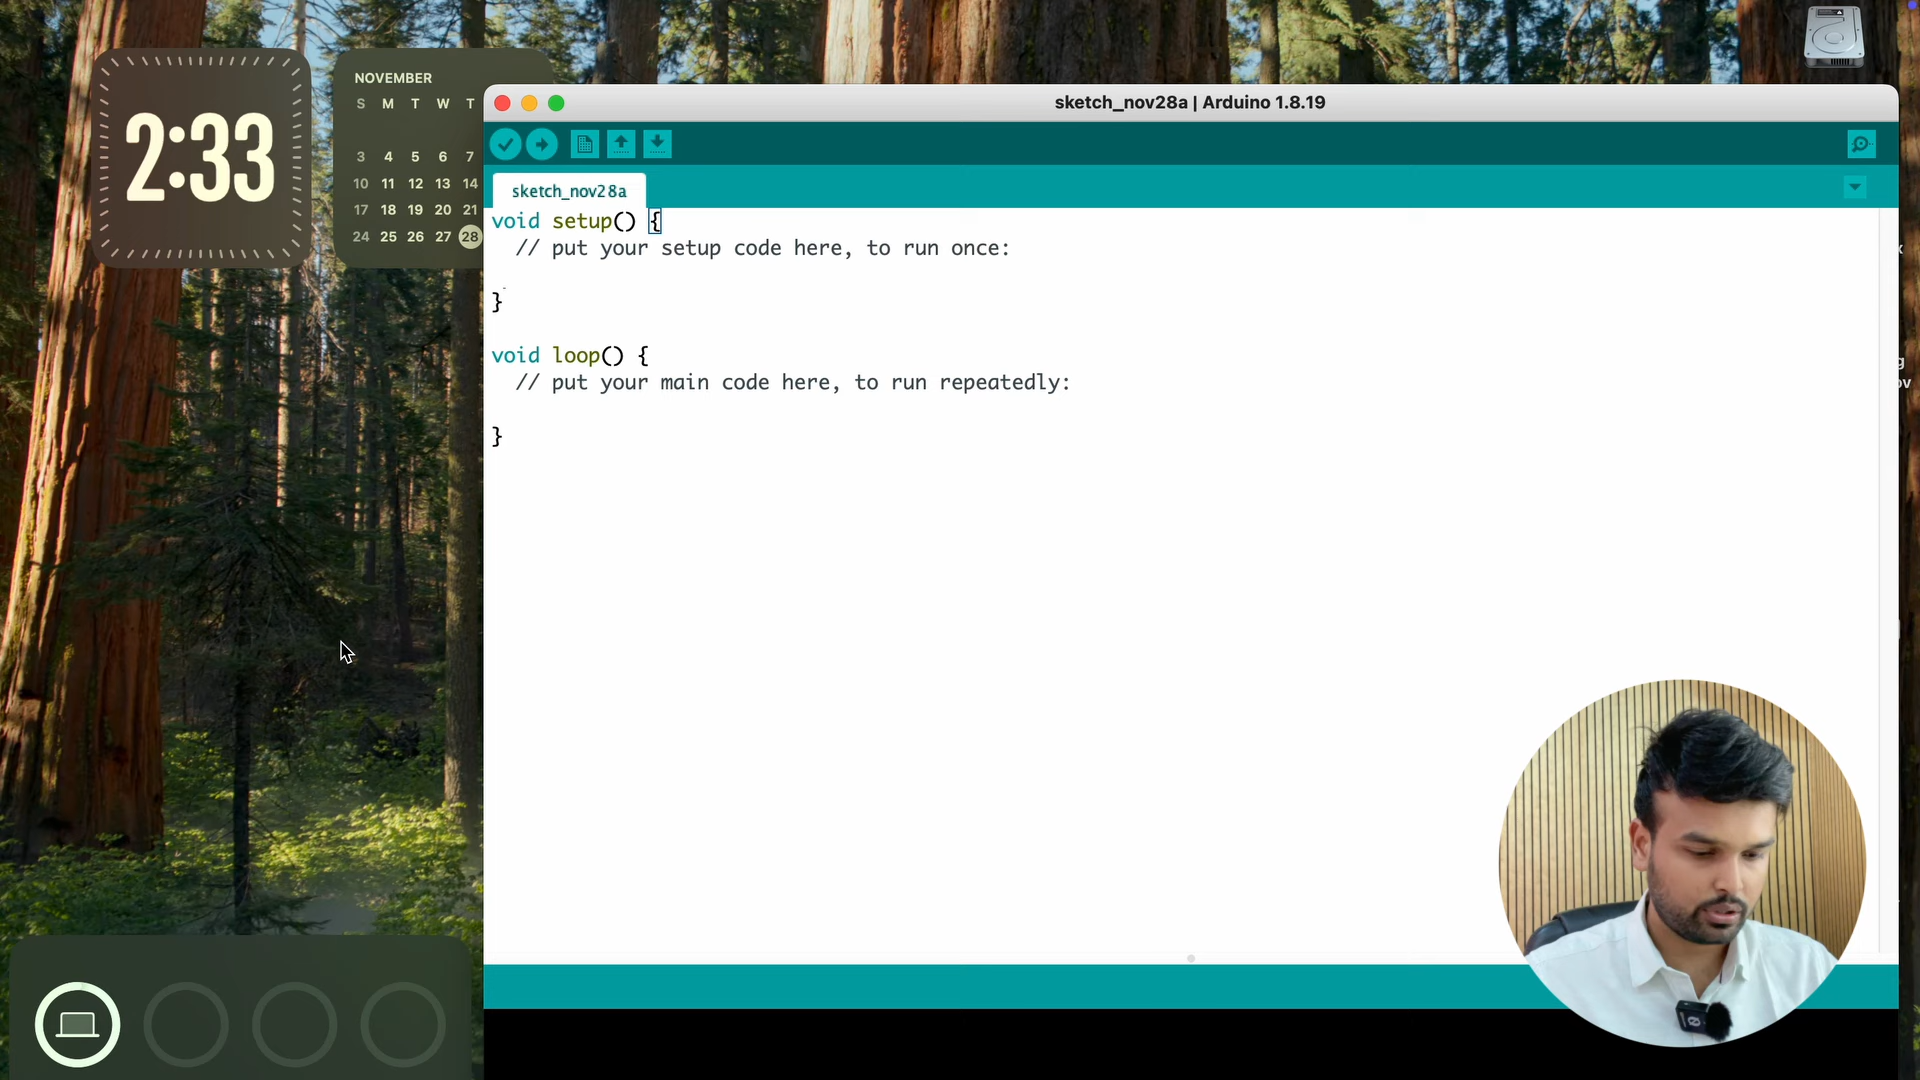 2:33
NOVEMBER
S M T W T
3 4 5 6 7
10 11 12 13 14
17 18 19 20 21
24 25 26 27 28
sketch_nov28a | Arduino 1.8.19
sketch_nov28a
void setup() {
// put your setup code here, to run once:
}
void loop() {
// put your main code here, to run repeatedly:
}